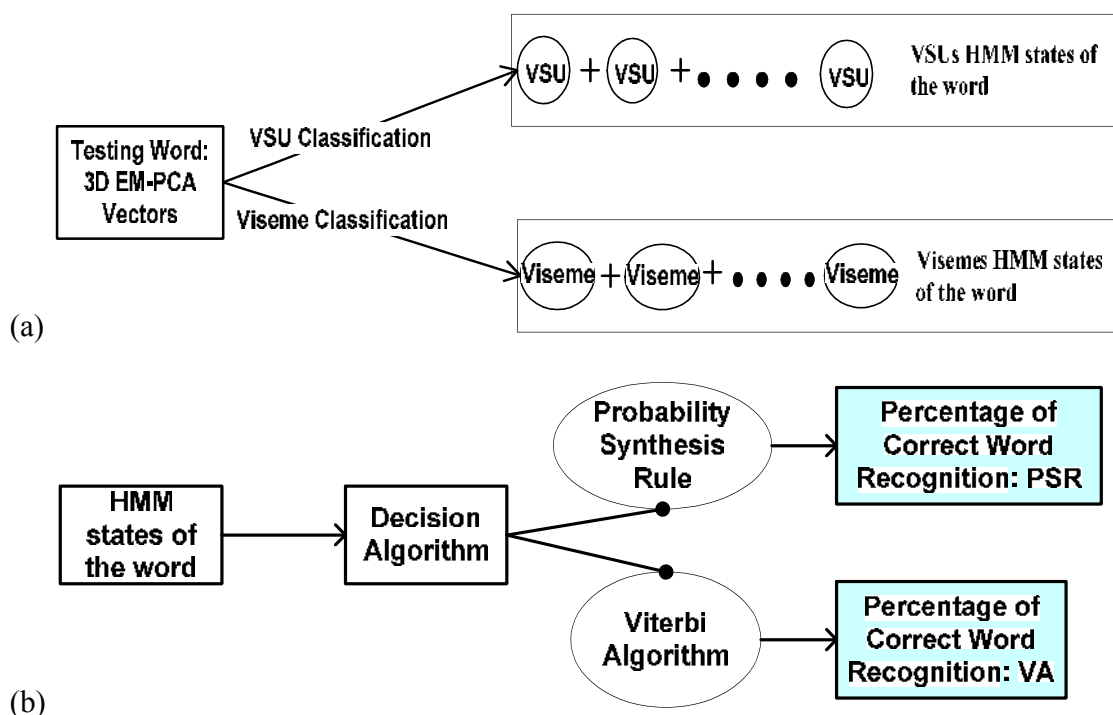 Testing Word:
3D EM-PCA
Vectors
VSU Classification
Viseme Classification
VSU + VSU + VSU
VSUs HMM states of
the word
Viseme + Viseme + Viseme
Visemes HMM states
of the word
(a)
HMM
states of
the word
Decision
Algorithm
Probability
Synthesis
Rule
Percentage of
Correct Word
Recognition: PSR
Viterbi
Algorithm
Percentage of
Correct Word
Recognition: VA
(b)